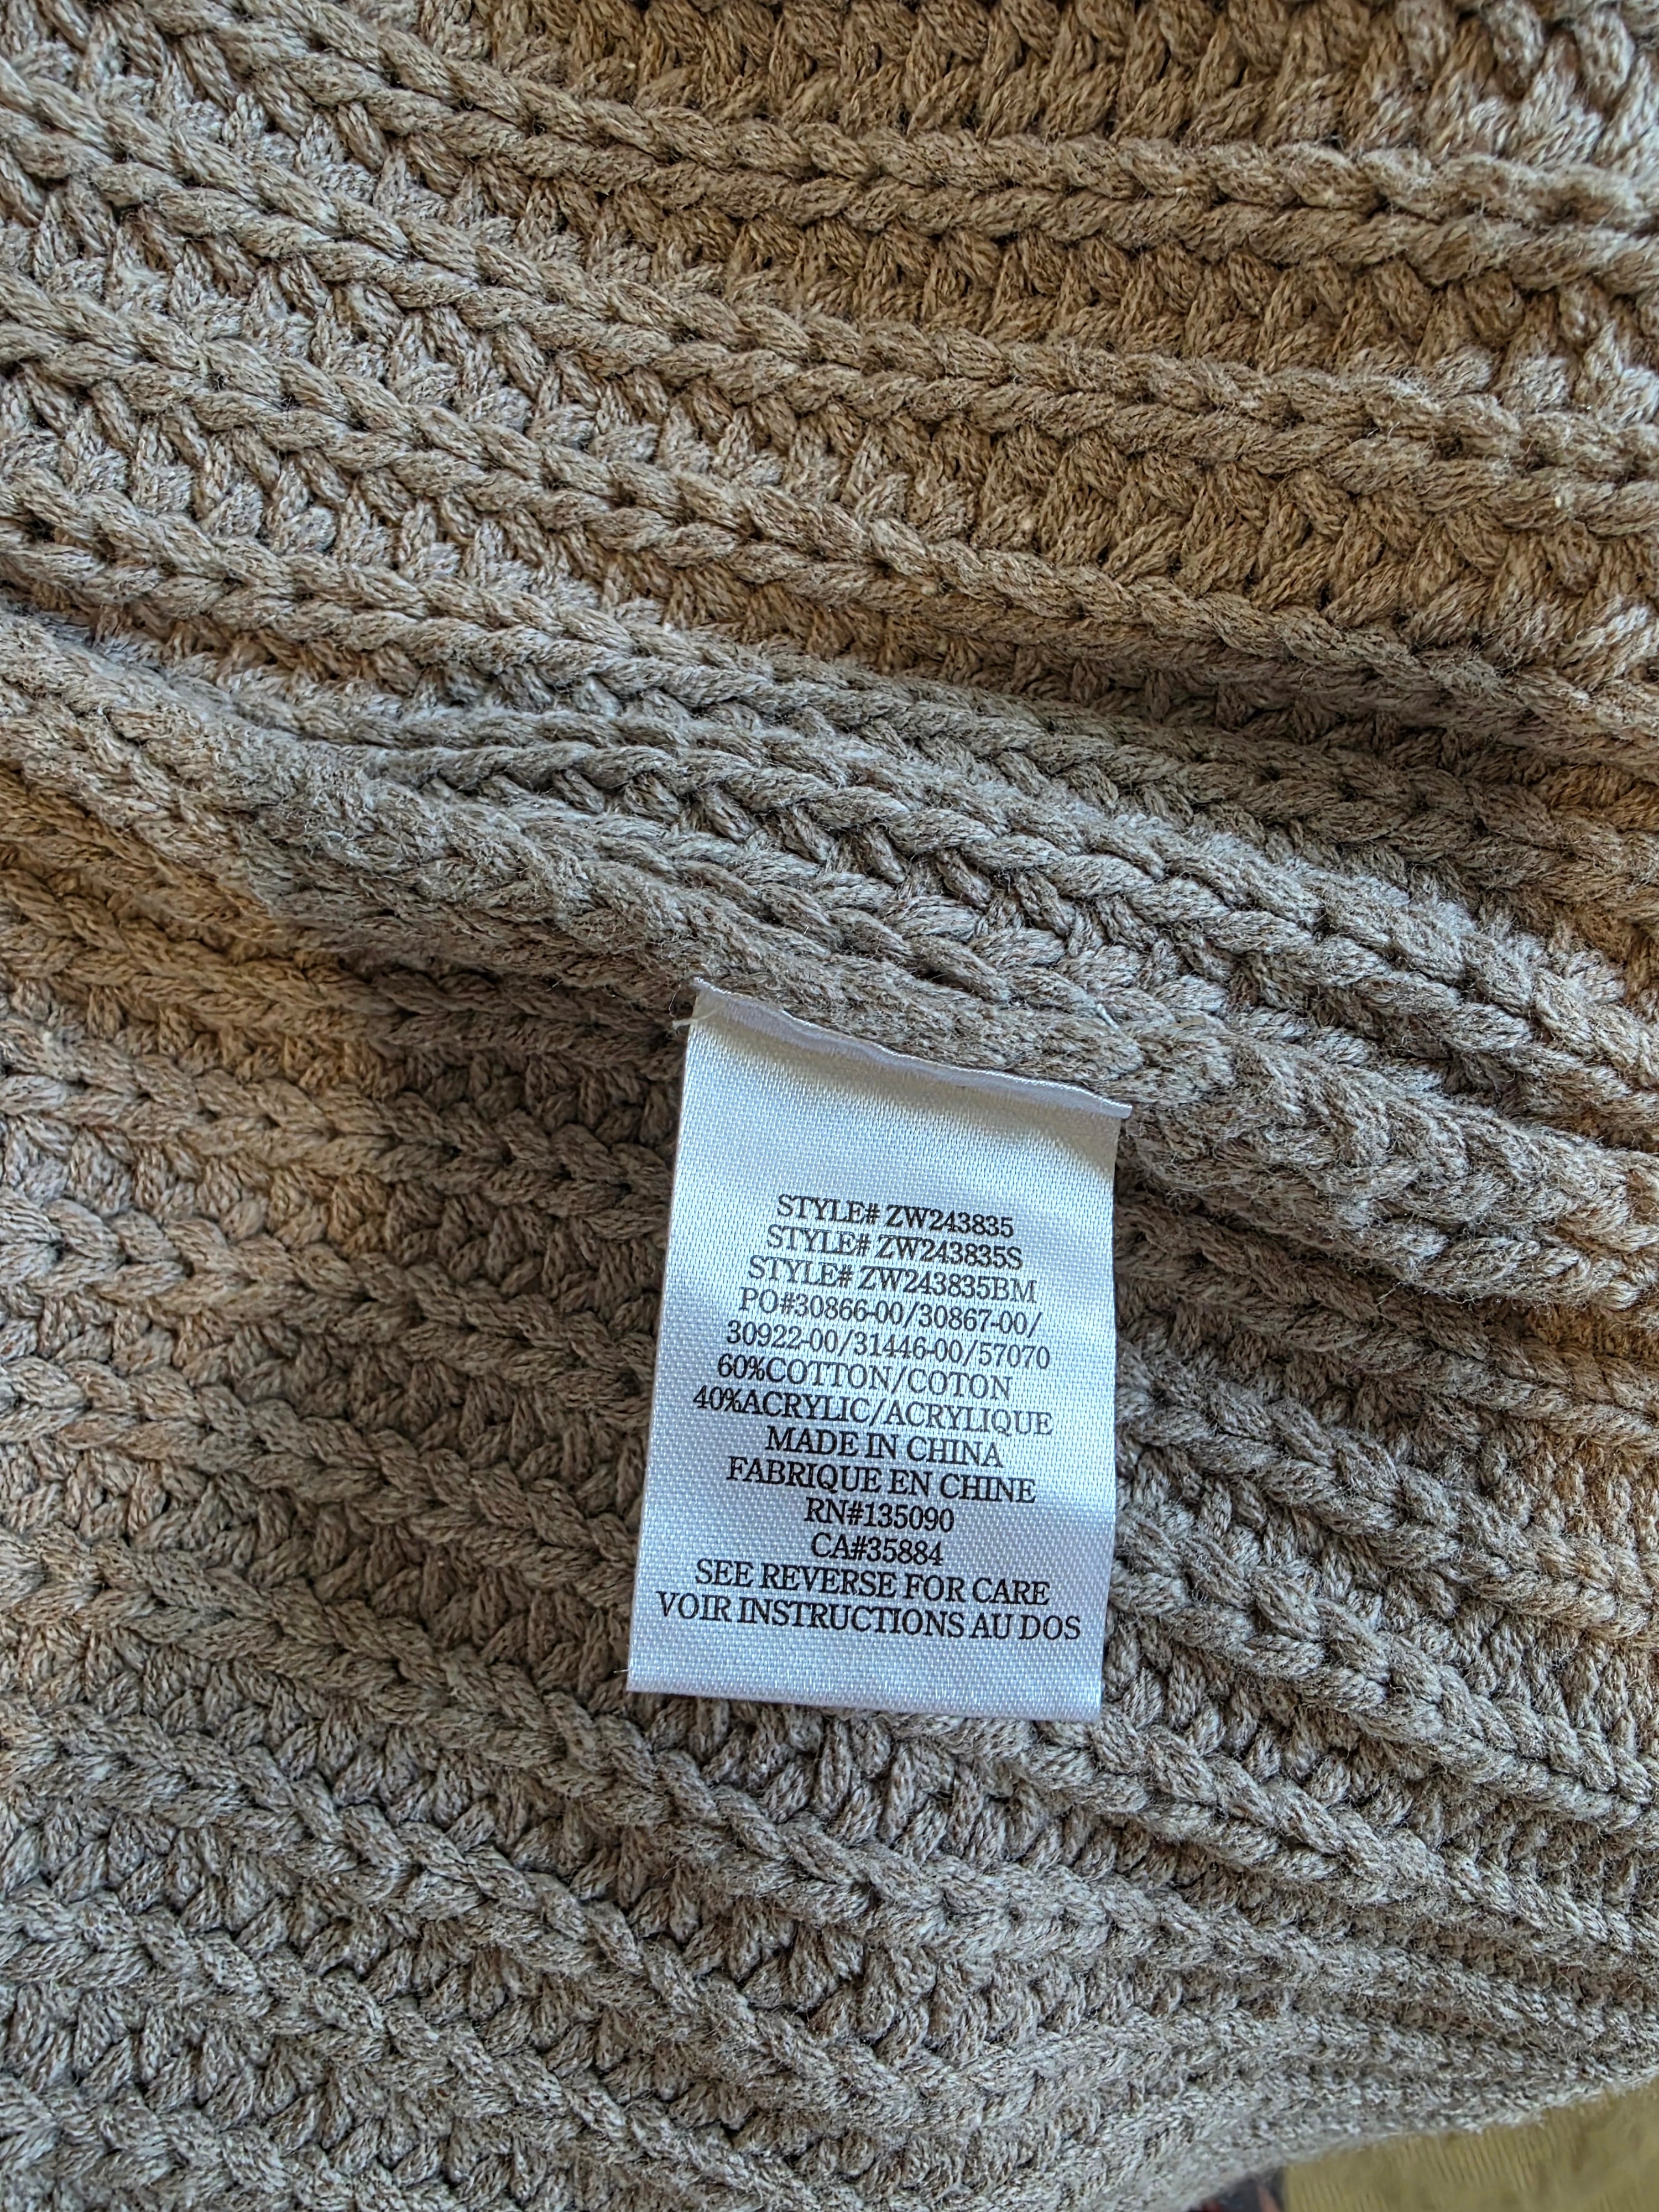 STYLE# ZW243835
STYLE# ZW243835S
STYLE# ZW243835BM
PO#30866-00/30867-00/
30922-00/31446-00/57070
60%COTTON/COTON
40%ACRYLIC/ACRYLIQUE
MADE IN CHINA
FABRIQUE EN CHINE
RN#135090
CA#35884
SEE REVERSE FOR CARE
VOIR INSTRUCTIONS AU DOS